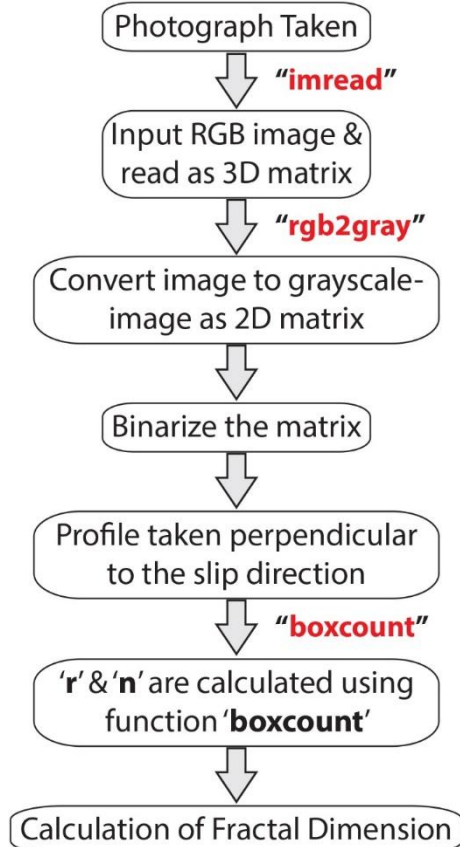 Photograph Taken
“imread”
Input RGB image &
read as 3D matrix
“rgb2gray”
Convert image to grayscale-
image as 2D matrix
Binarize the matrix
Profile taken perpendicular
to the slip direction
“boxcount”
‘r’ & ‘n’ are calculated using
function ‘boxcount’
Calculation of Fractal Dimension